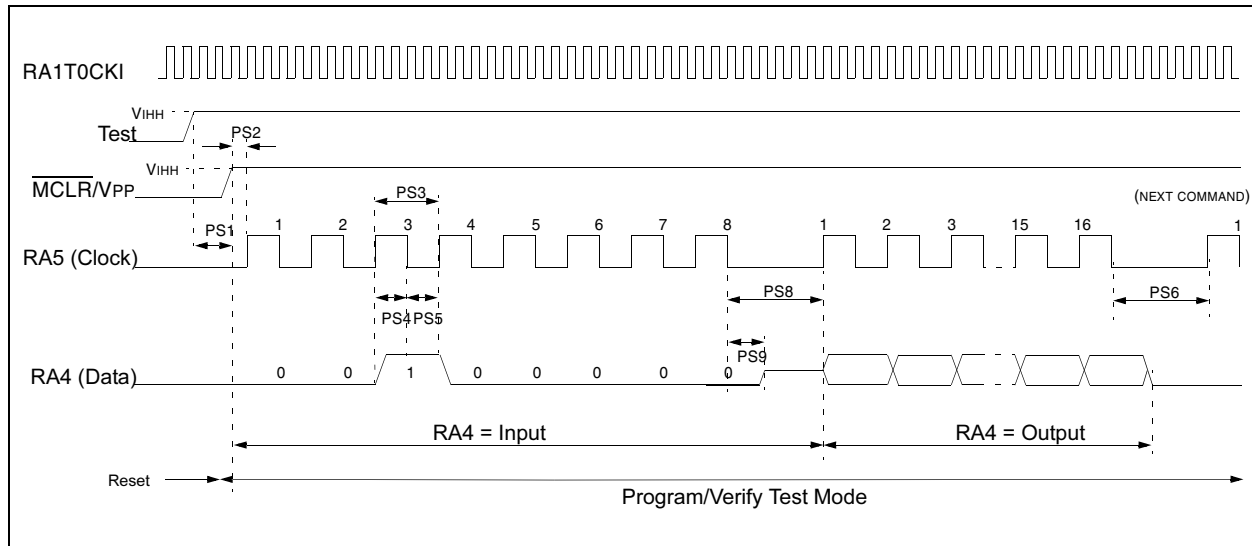 RA1T0CKI
VIHH
Test
PS2
VIHH
MCLR/VPP
PS3
(NEXT COMMAND)
PS1
1 2 3 4 5 6 7 8 1 2 3 15 16 1
RA5 (Clock)
PS4 PS5 PS8 PS6
PS9
RA4 (Data)
0 0 1 0 0 0 0 0
RA4 = Input RA4 = Output
Reset
Program/Verify Test Mode